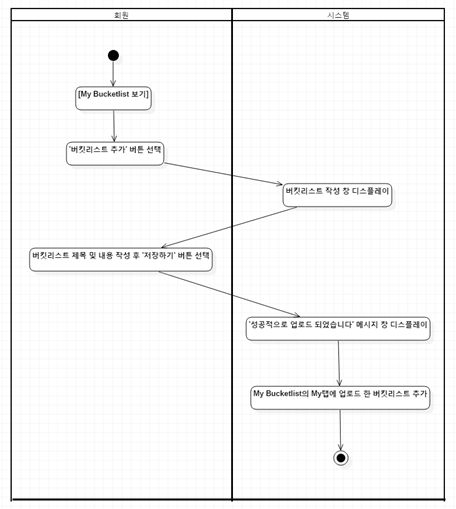 회원
시스템
[My Bucketlist 보기]
'버킷리스트 추가' 버튼 선택
버킷리스트 작성 창 디스플레이
버킷리스트 제목 및 내용 작성 후 '저장하기' 버튼 선택
'성공적으로 업로드 되었습니다' 메시지 창 디스플레이
My Bucketlist의 My탭에 업로드 한 버킷리스트 추가